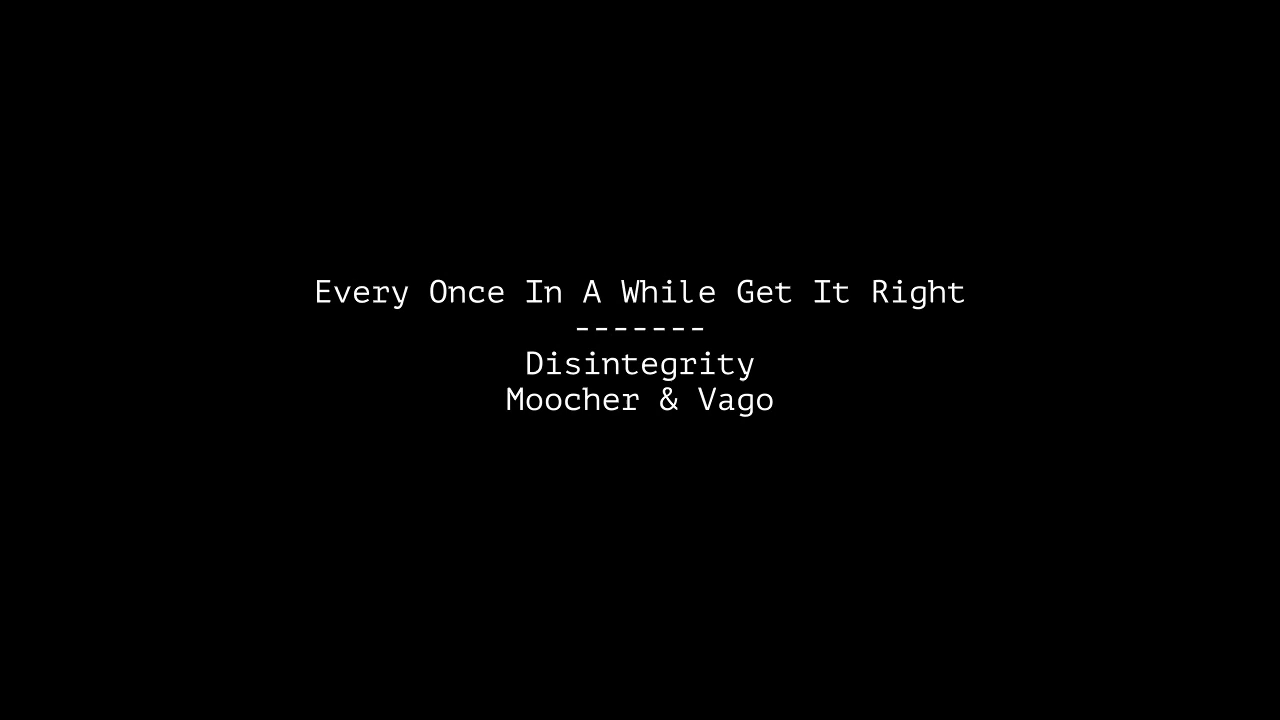 Every Once In A While Get It Right
-------
Disintegrity
Moocher & Vago